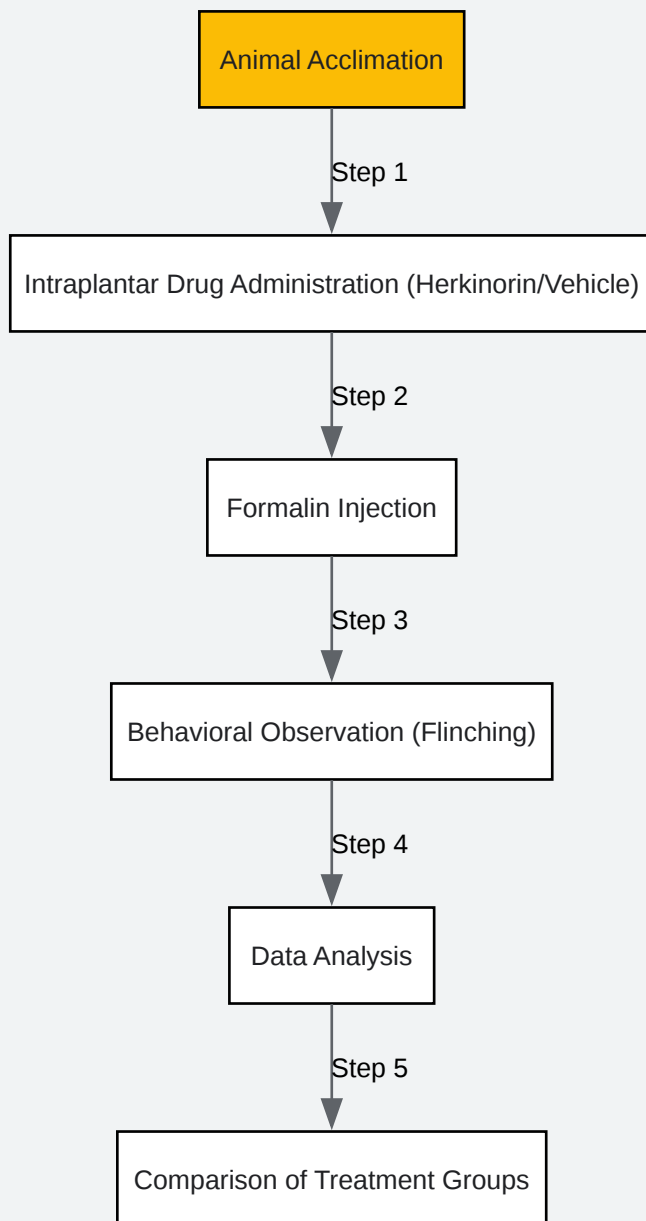 Animal Acclimation
Step 1
Intraplantar Drug Administration (Herkinorin/Vehicle)
Step 2
Formalin Injection
Step 3
Behavioral Observation (Flinching)
Step 4
Data Analysis
Step 5
Comparison of Treatment Groups